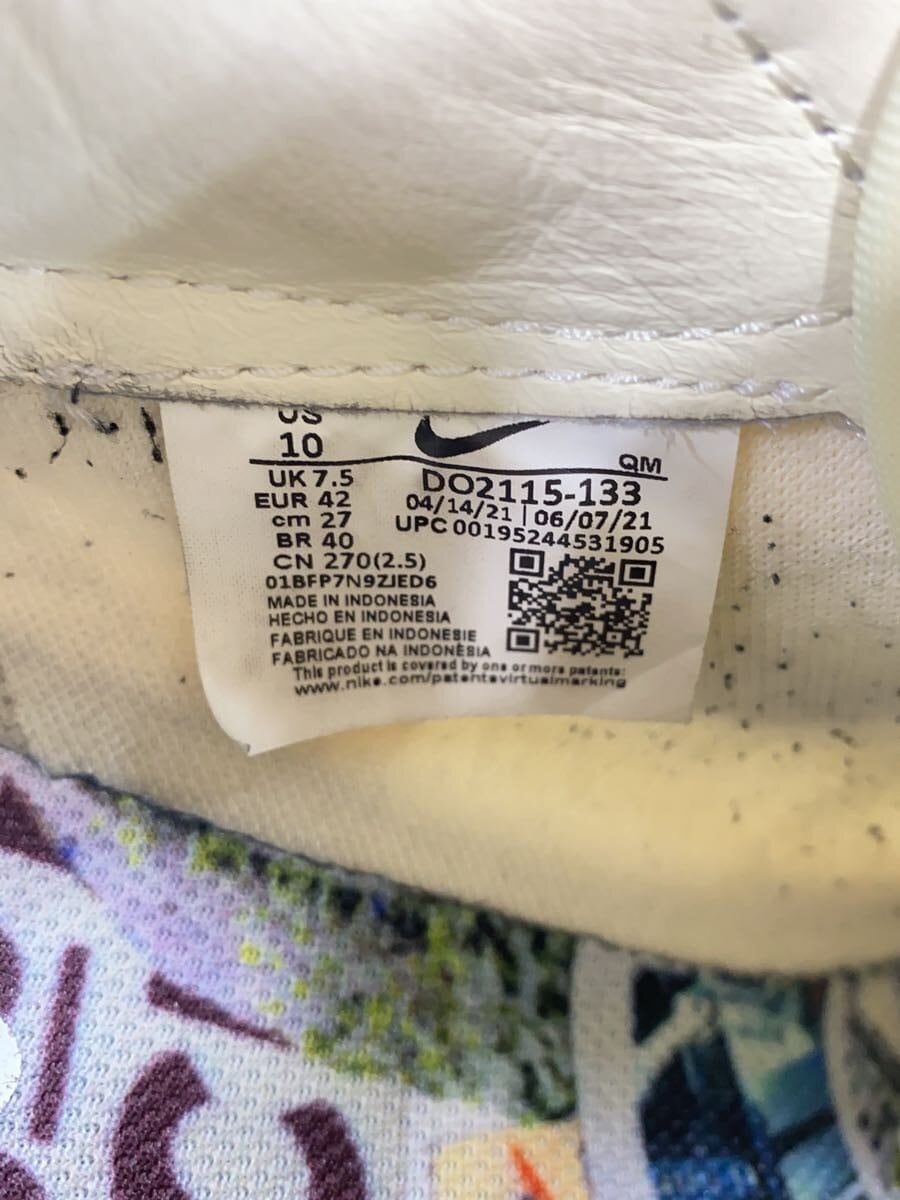 US
10
QM
UK 7.5
DO2115-133
EUR 42
04/14/21 | 06/07/21
cm 27
UPC 00195244531905
BR 40
CN 270(2.5)
01BFP7N9ZJED6
MADE IN INDONESIA
HECHO EN INDONESIA
FABRIQUE EN INDONESIE
FABRICADO NA INDONÈSIA
This product is covered by one or more patents:
www.nike.com/patentsvirtualmarking